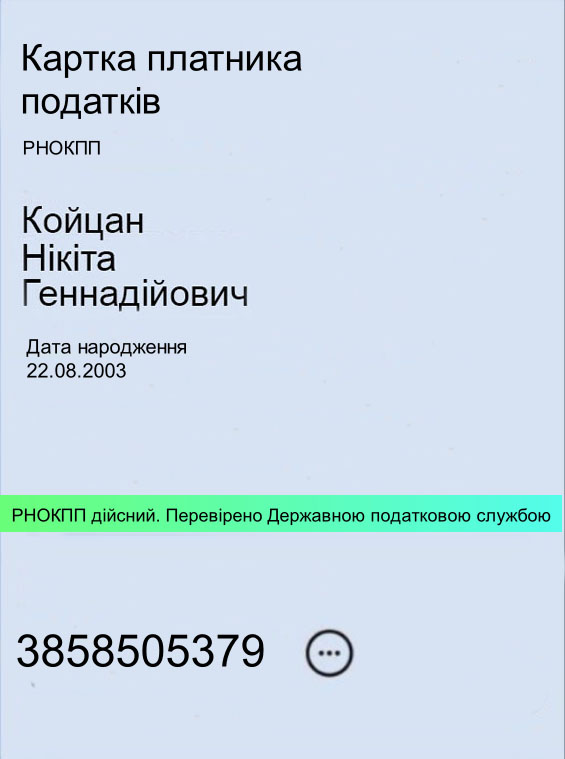 Картка платника
податків
РНОКПП
Койцан
Нікіта
Геннадійович
Дата народження
22.08.2003
РНОКПП дійсний. Перевірено Державною податковою службою
3858505379